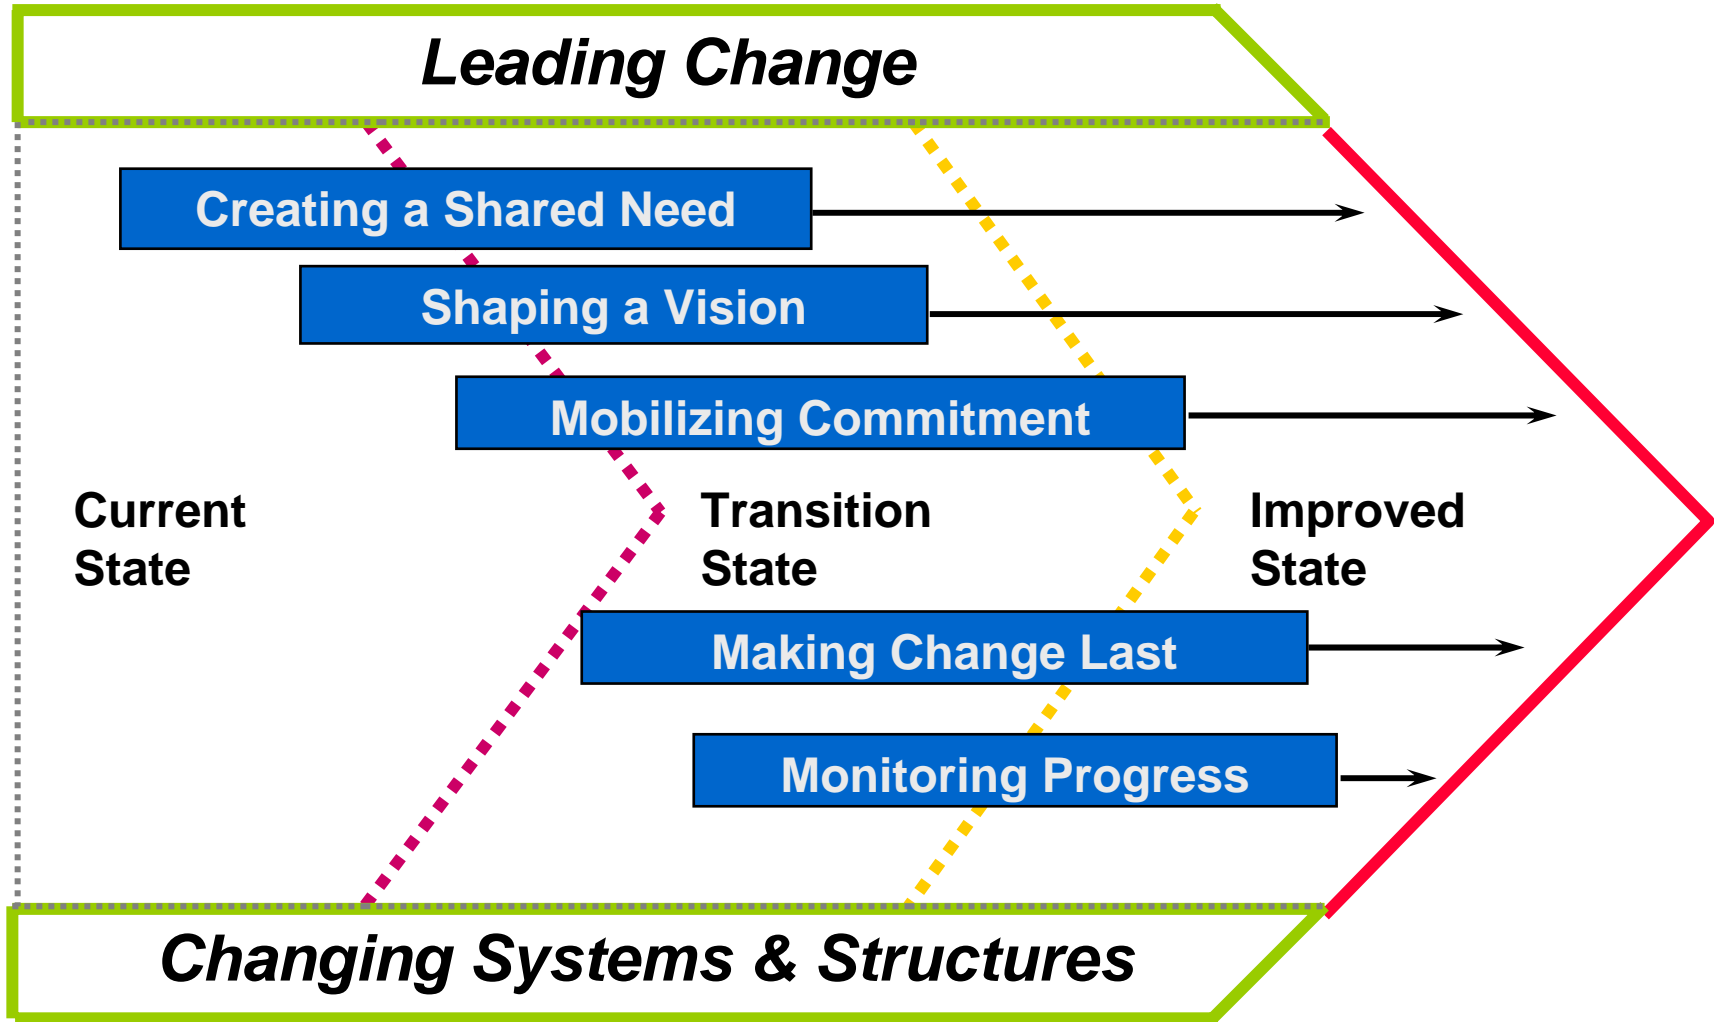 Leading Change
Creating a Shared Need
Shaping a Vision
Mobilizing Commitment
Current
State
Transition
State
Improved
State
Making Change Last
Monitoring Progress
Changing Systems & Structures